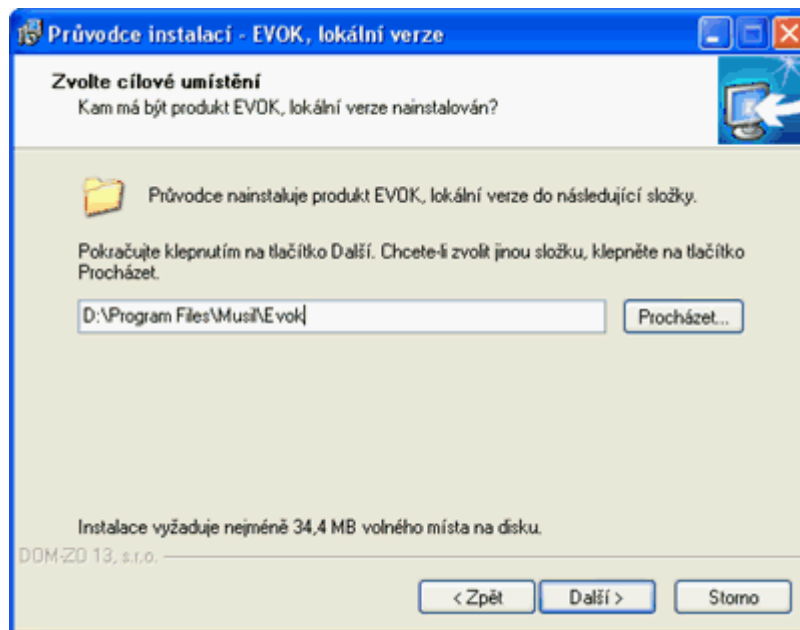 Průvodce instalací - EVOK, lokální verze
Zvolte cílové umístění
Kam má být produkt EVOK, lokální verze nainstalován?
Průvodce nainstaluje produkt EVOK, lokální verze do následující složky.
Pokračujte klepnutím na tlačítko Další. Chcete-li zvolit jinou složku, klepněte na tlačítko
Procházet.
D:\Program Files\Musil\Evok
Procházet...
Instalace vyžaduje nejméně 34,4 MB volného místa na disku.
DOM-ZO 13, s.r.o.
< Zpět
Další >
Storno